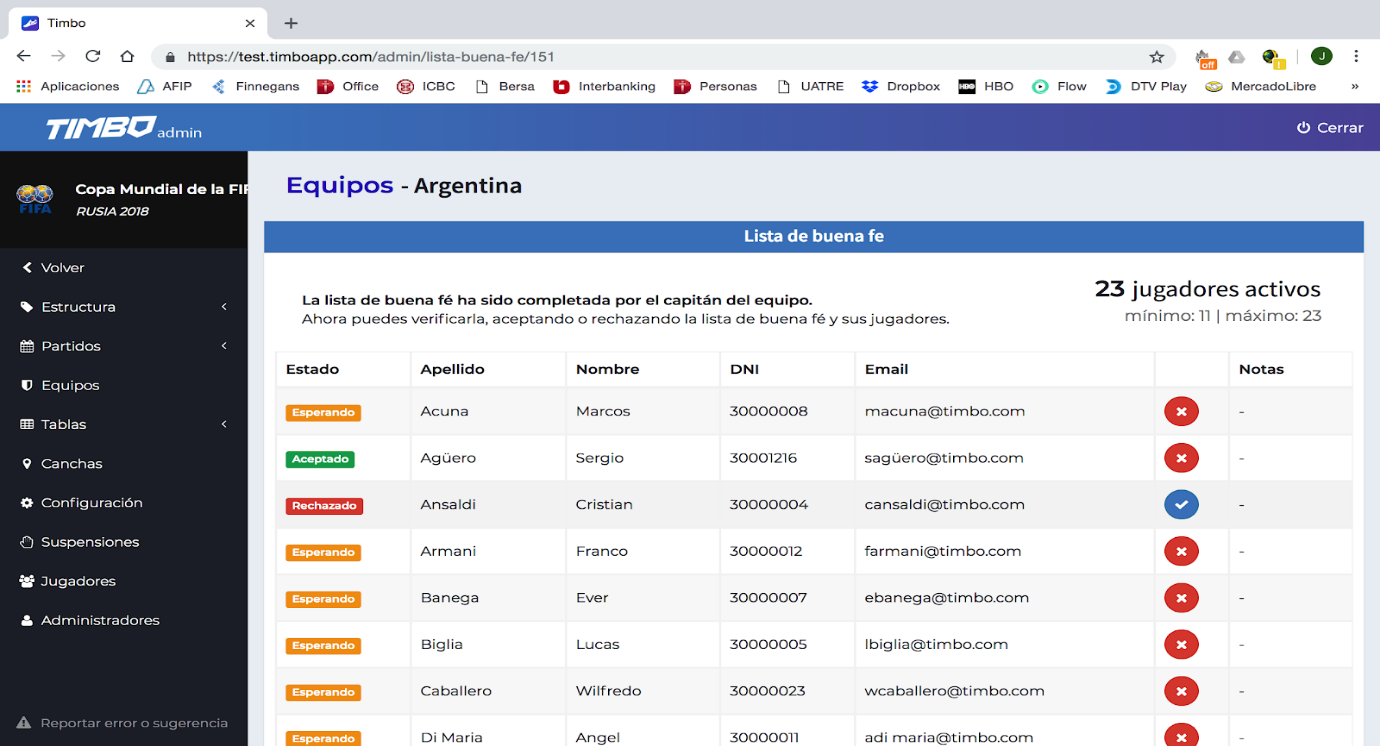 Timbo
https://test.timboapp.com/admin/lista-buena-fe/151
off
J
Aplicaciones AFIP Finnegans Office ICBC Bersa Interbanking Personas UATRE Dropbox HBO Flow DTV Play MercadoLibre »
TIMBO admin
Cerrar
FIFA
Copa Mundial de la FIF
RUSIA 2018
Volver
Estructura
Partidos
Equipos
Tablas
Canchas
Configuración
Suspensiones
Jugadores
Administradores
Reportar error o sugerencia
Equipos - Argentina
Lista de buena fe
La lista de buena fé ha sido completada por el capitán del equipo.
Ahora puedes verificarla, aceptando o rechazando la lista de buena fé y sus jugadores.
23 jugadores activos
mínimo: 11 | máximo: 23
Estado Apellido Nombre DNI Email Notas
Esperando Acuna Marcos 30000008 macuna@timbo.com -
Aceptado Agüero Sergio 30001216 sagüero@timbo.com -
Rechazado Ansaldi Cristian 30000004 cansaldi@timbo.com -
Esperando Armani Franco 30000012 farmani@timbo.com -
Esperando Banega Ever 30000007 ebanega@timbo.com -
Esperando Biglia Lucas 30000005 lbiglia@timbo.com -
Esperando Caballero Wilfredo 30000023 wcaballero@timbo.com -
Esperando Di Maria Angel 30000011 adi maria@timbo.com -